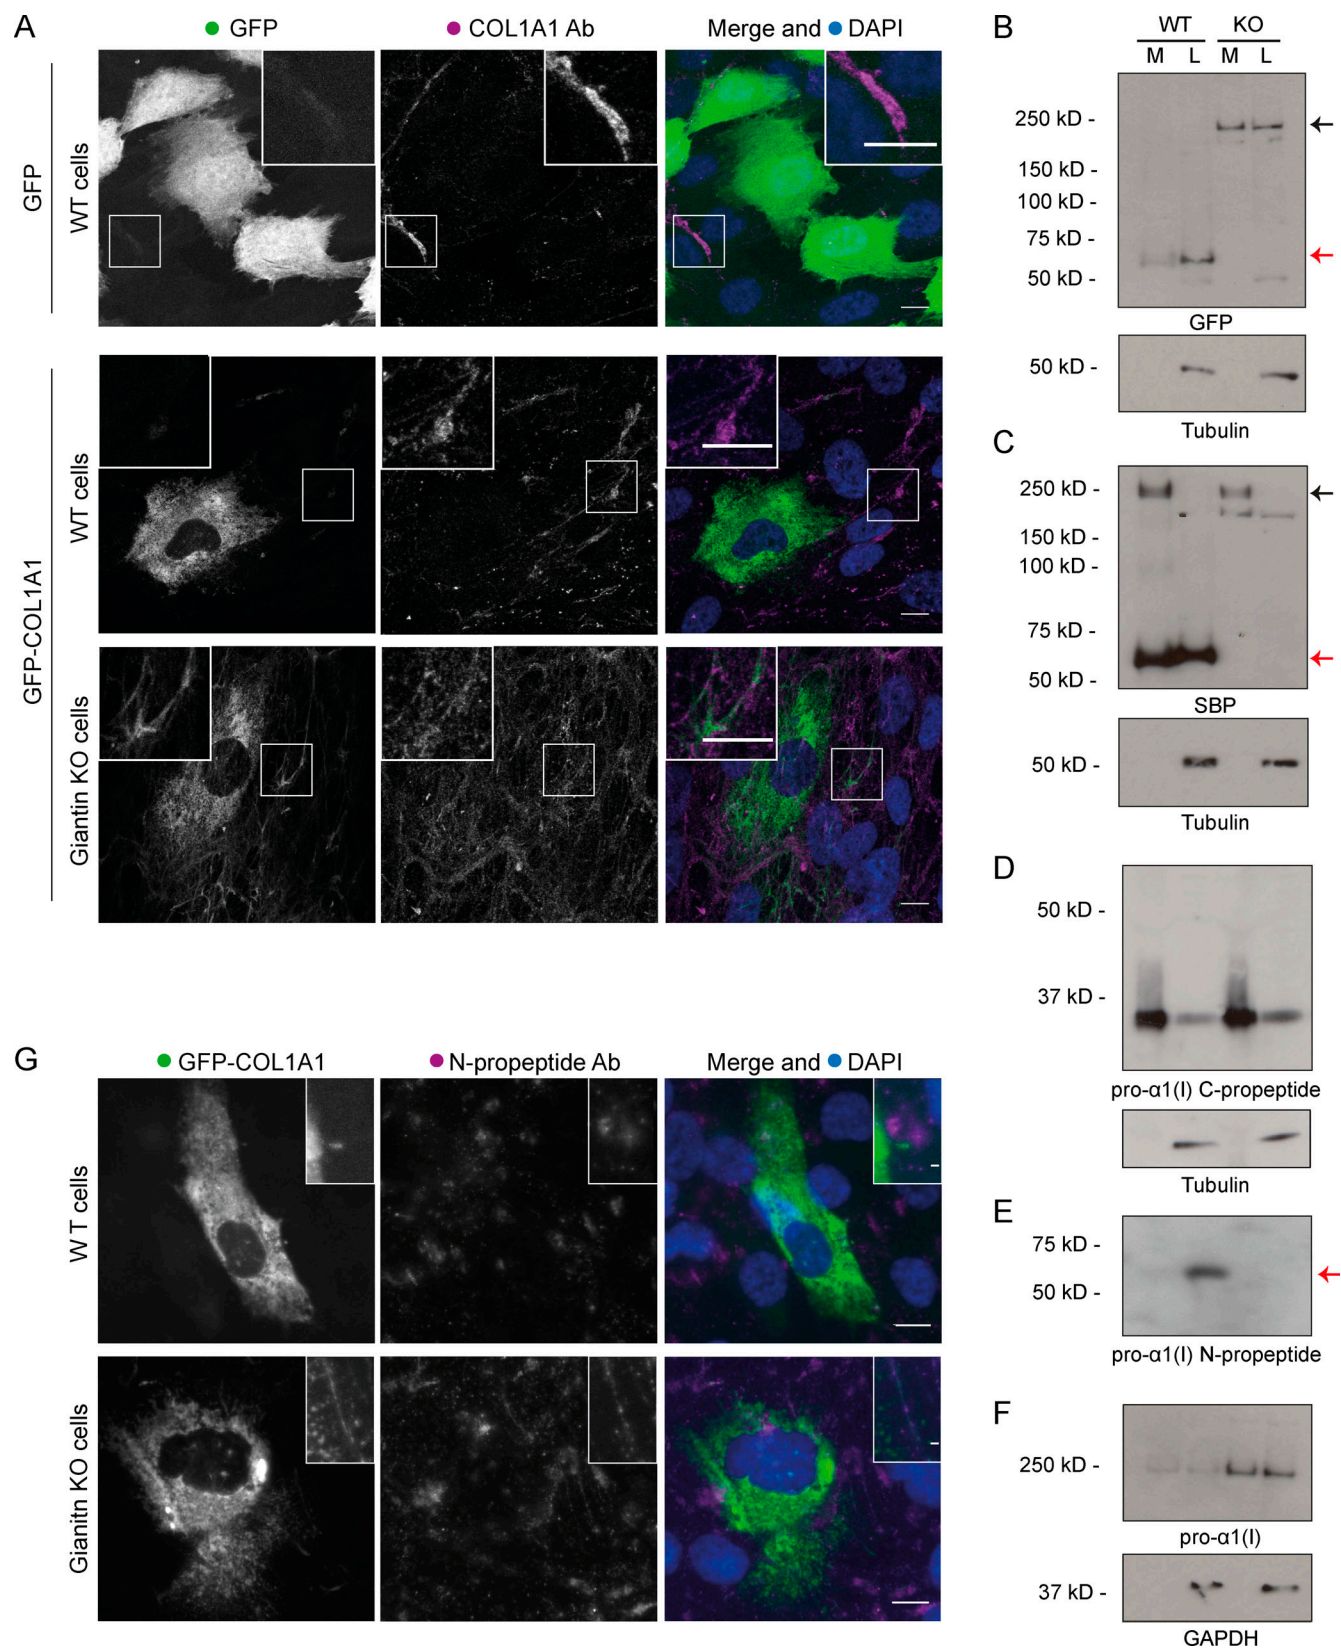 A
GFP
COL1A1 Ab
Merge and DAPI
GFP
WT cells
GFP-COL1A1
WT cells
Giantin KO cells
B
WT KO
M L M L
250 kD -
150 kD -
100 kD -
75 kD -
50 kD -
GFP
50 kD -
Tubulin
C
250 kD -
150 kD -
100 kD -
75 kD -
50 kD -
SBP
50 kD -
Tubulin
D
50 kD -
37 kD -
pro-α1(I) C-propeptide
Tubulin
E
75 kD -
50 kD -
pro-α1(I) N-propeptide
F
250 kD -
pro-α1(I)
37 kD -
GAPDH
G
GFP-COL1A1
N-propeptide Ab
Merge and DAPI
W T cells
Gianitn KO cells